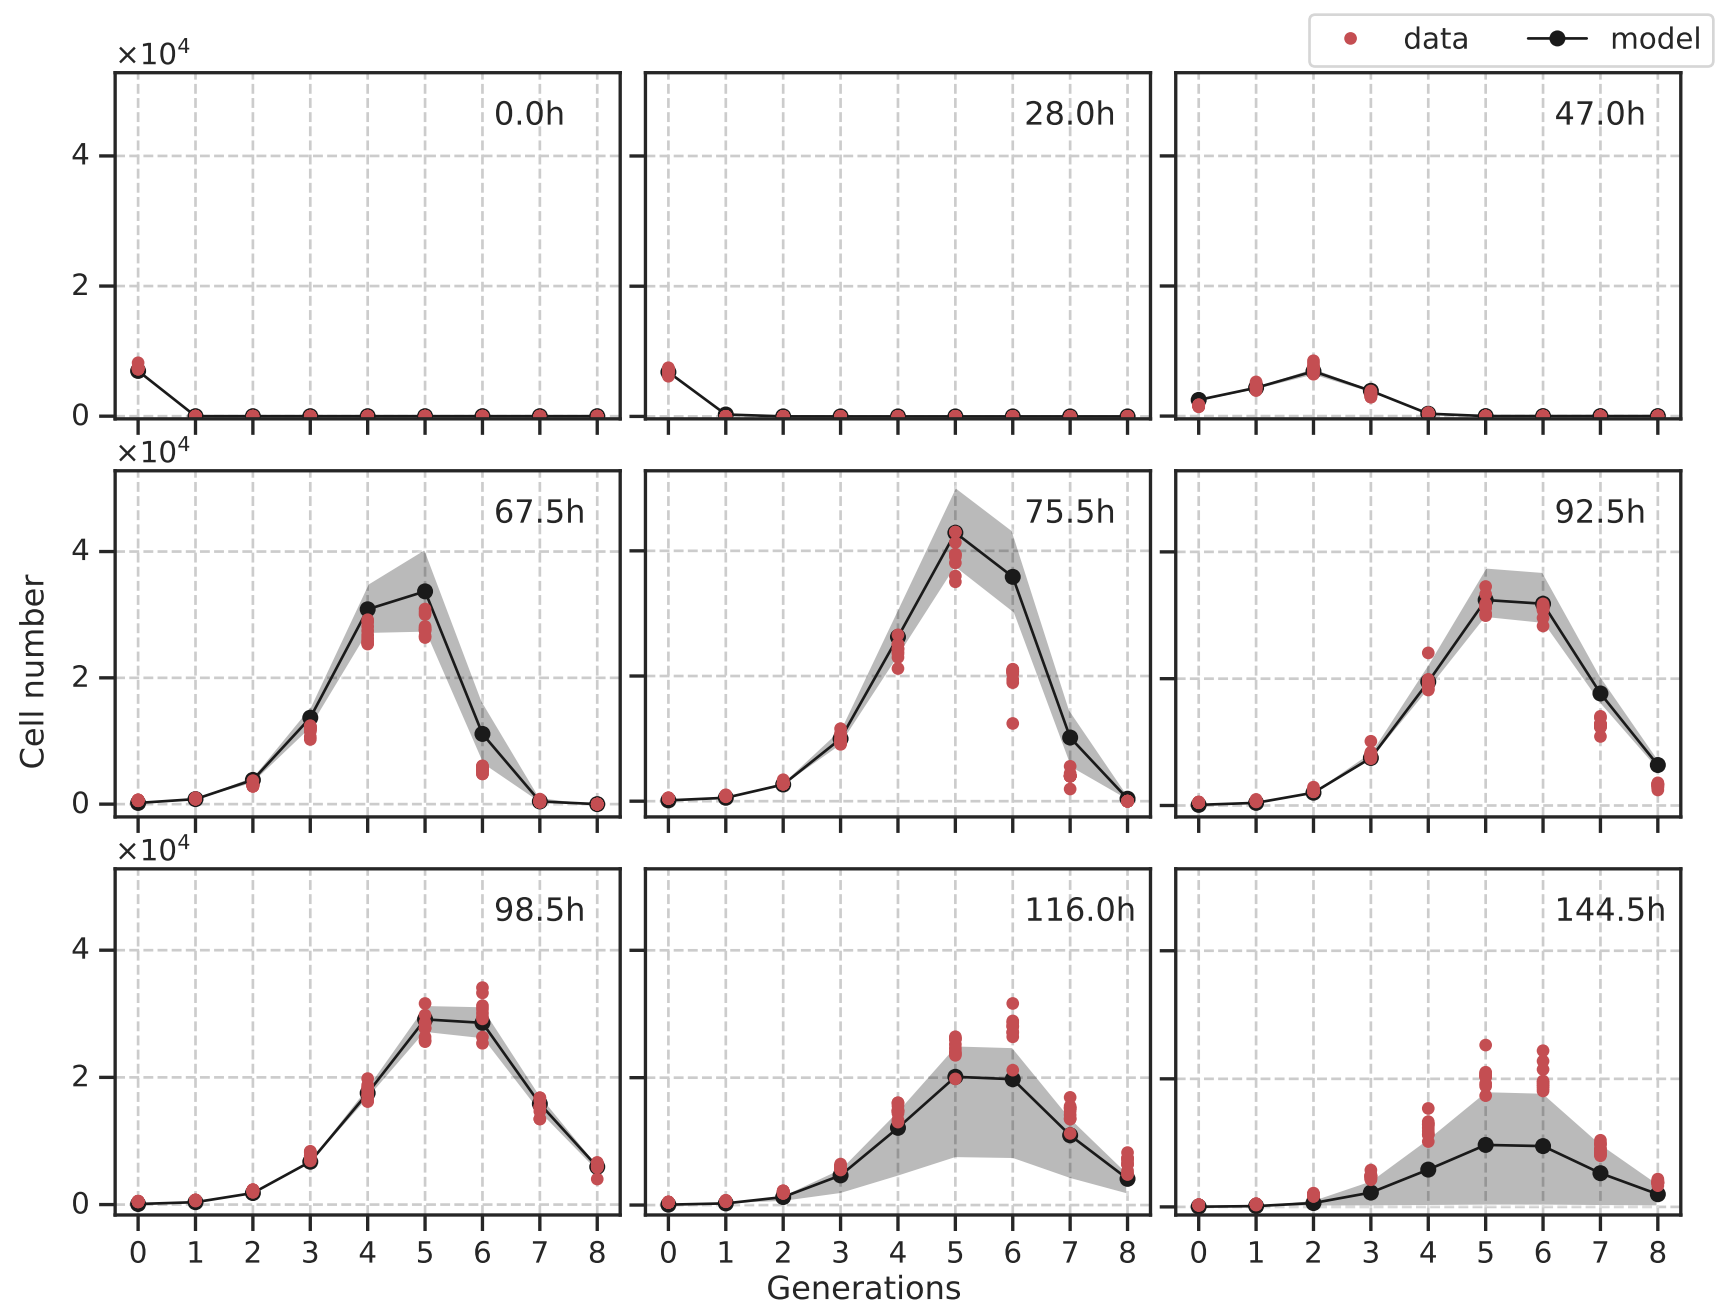 data model
×10⁴
0.0h 28.0h 47.0h
4
2
0
×10⁴
67.5h 75.5h 92.5h
4
2
0
Cell number
×10⁴
98.5h 116.0h 144.5h
4
2
0
0 1 2 3 4 5 6 7 8 0 1 2 3 4 5 6 7 8 0 1 2 3 4 5 6 7 8
Generations